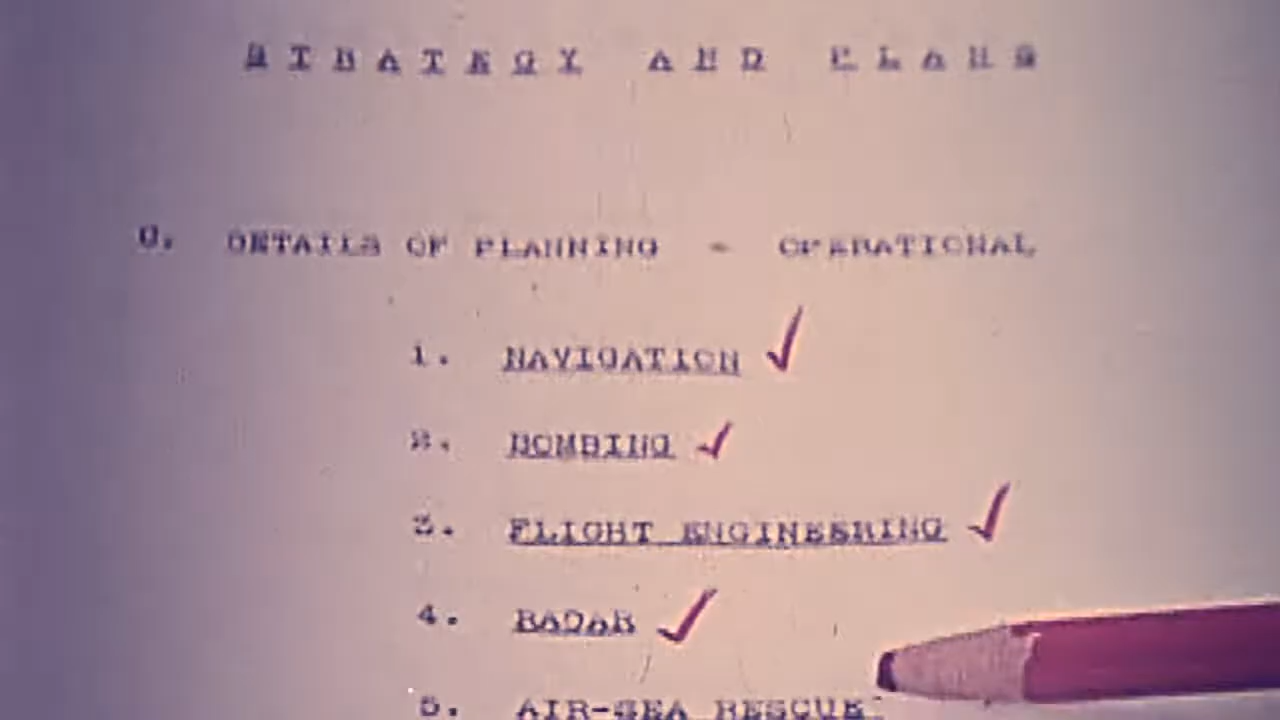 STRATEGY AND PLANS
C. DETAILS OF PLANNING - OPERATIONAL
1. NAVIGATION ✓
2. BOMBING ✓
3. FLIGHT ENGINEERING ✓
4. RADAR ✓
5. AIR-SEA RESCUE